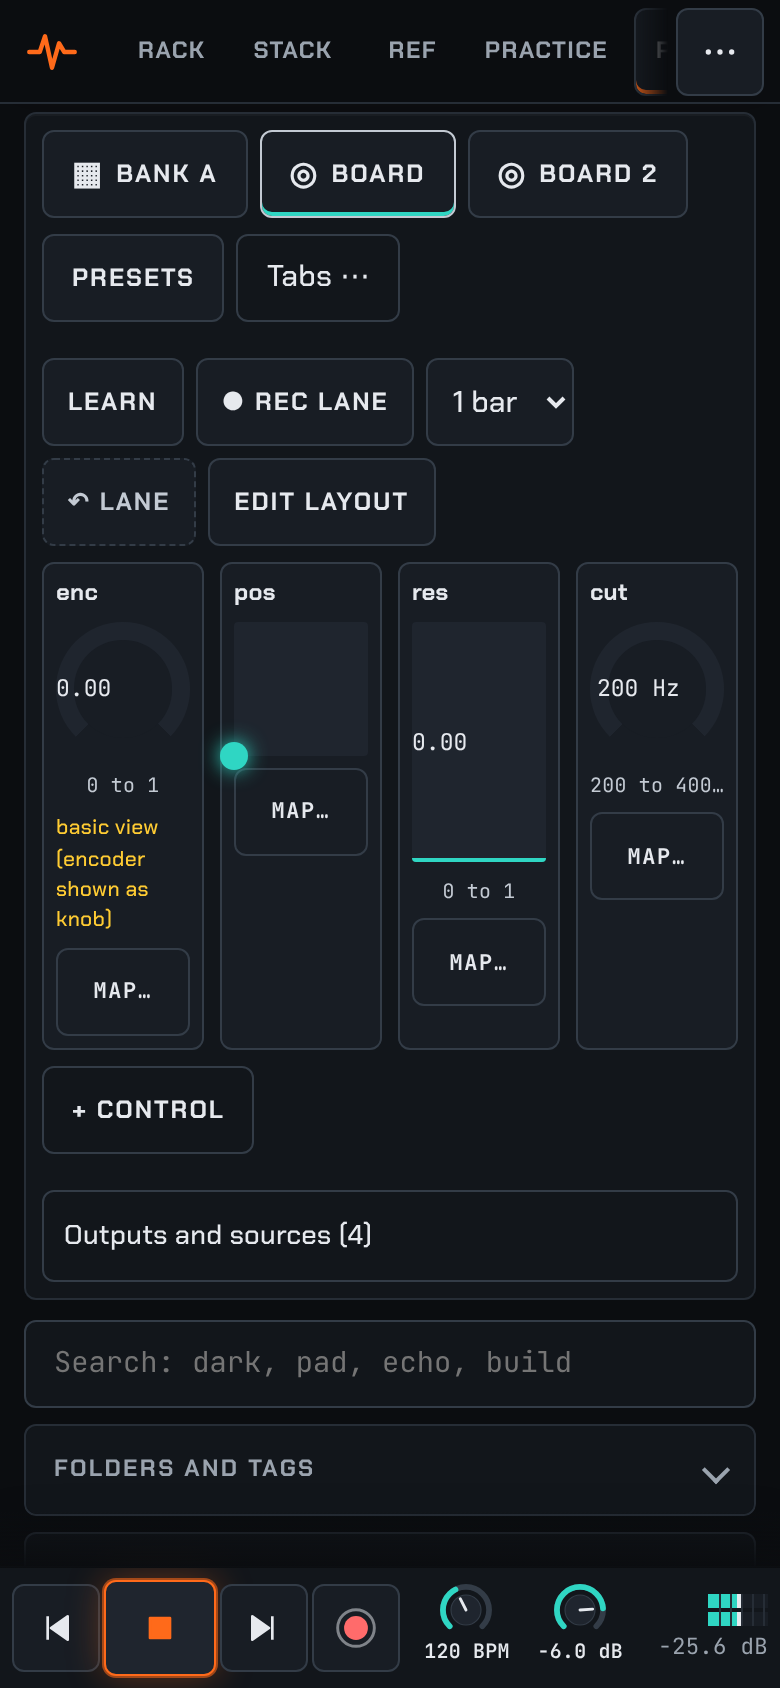 RACK STACK REF PRACTICE
BANK A BOARD BOARD 2
PRESETS Tabs ···
LEARN REC LANE 1 bar
↶ LANE EDIT LAYOUT
enc pos res cut
0.00 200 Hz
0.00
0 to 1 200 to 400…
basic view
(encoder
shown as
knob)
MAP…
MAP…
0 to 1
MAP…
MAP…
+ CONTROL
Outputs and sources (4)
Search: dark, pad, echo, build
FOLDERS AND TAGS
120 BPM -6.0 dB -25.6 dB